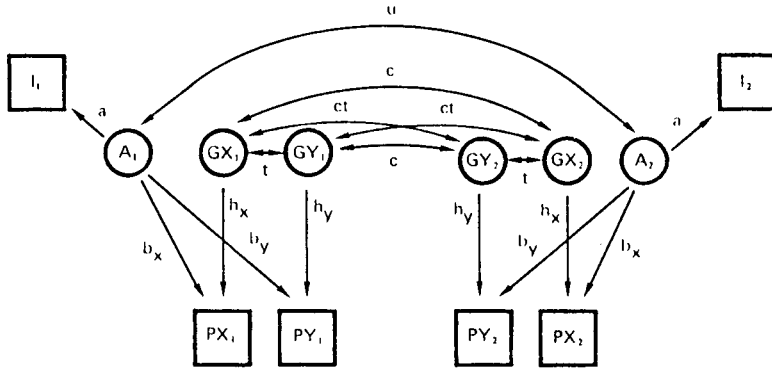 u
c
I₁
I₂
a
ct
ct
a
A₁
GX₁
GY₁
GY₂
GX₂
A₂
t
c
t
hₓ
h_y
h_y
hₓ
bₓ
b_y
b_y
bₓ
PX₁
PY₁
PY₂
PX₂